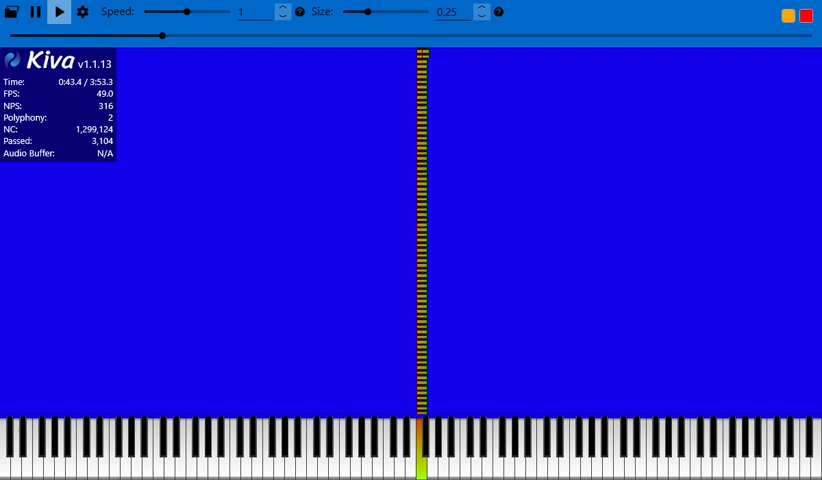 Speed: 1 ? Size: 0.25 ?
Kiva v1.1.13
Time: 0:43.4 / 3:53.3
FPS: 49.0
NPS: 316
Polyphony: 2
NC: 1,299,124
Passed: 3,104
Audio Buffer: N/A